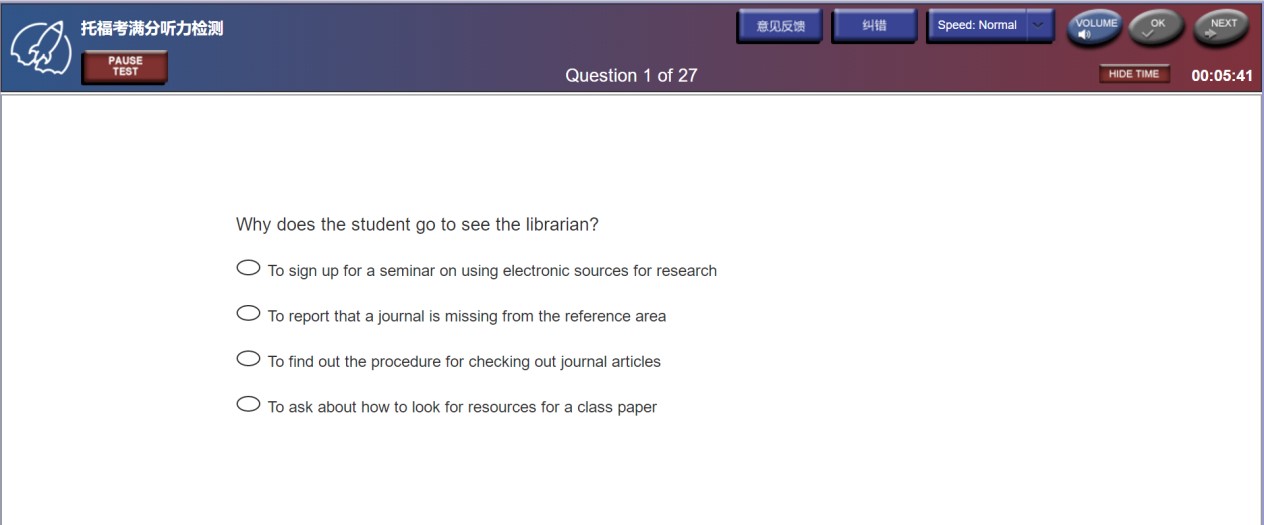 托福考满分听力检测
PAUSE
TEST
意见反馈
纠错
Speed: Normal
VOLUME
OK
NEXT
Question 1 of 27
HIDE TIME
00:05:41
Why does the student go to see the librarian?
To sign up for a seminar on using electronic sources for research
To report that a journal is missing from the reference area
To find out the procedure for checking out journal articles
To ask about how to look for resources for a class paper